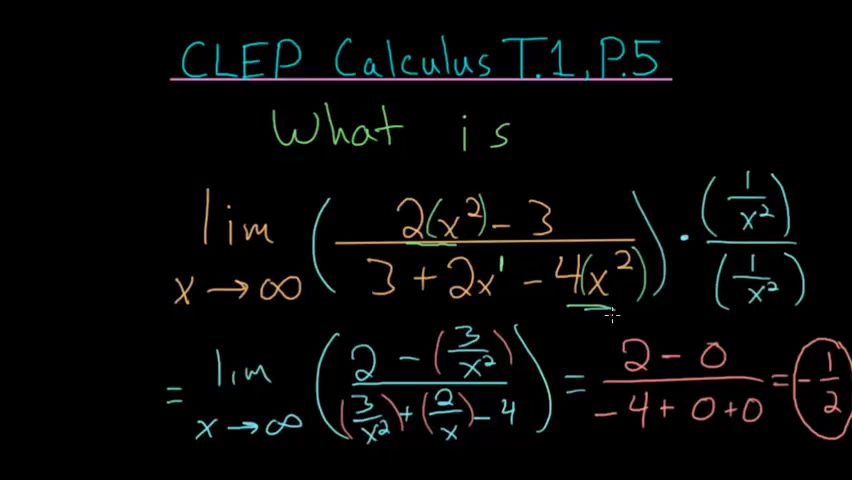 CLEP Calculus T.1, P.5
What is
lim x→∞ ( (2(x²) - 3) / (3 + 2x¹ - 4(x²)) ) · (1/x²) / (1/x²)
= lim x→∞ ( (2 - (3/x²)) / ((3/x²) + (2/x) - 4) ) = (2 - 0) / (-4 + 0 + 0) = -1/2